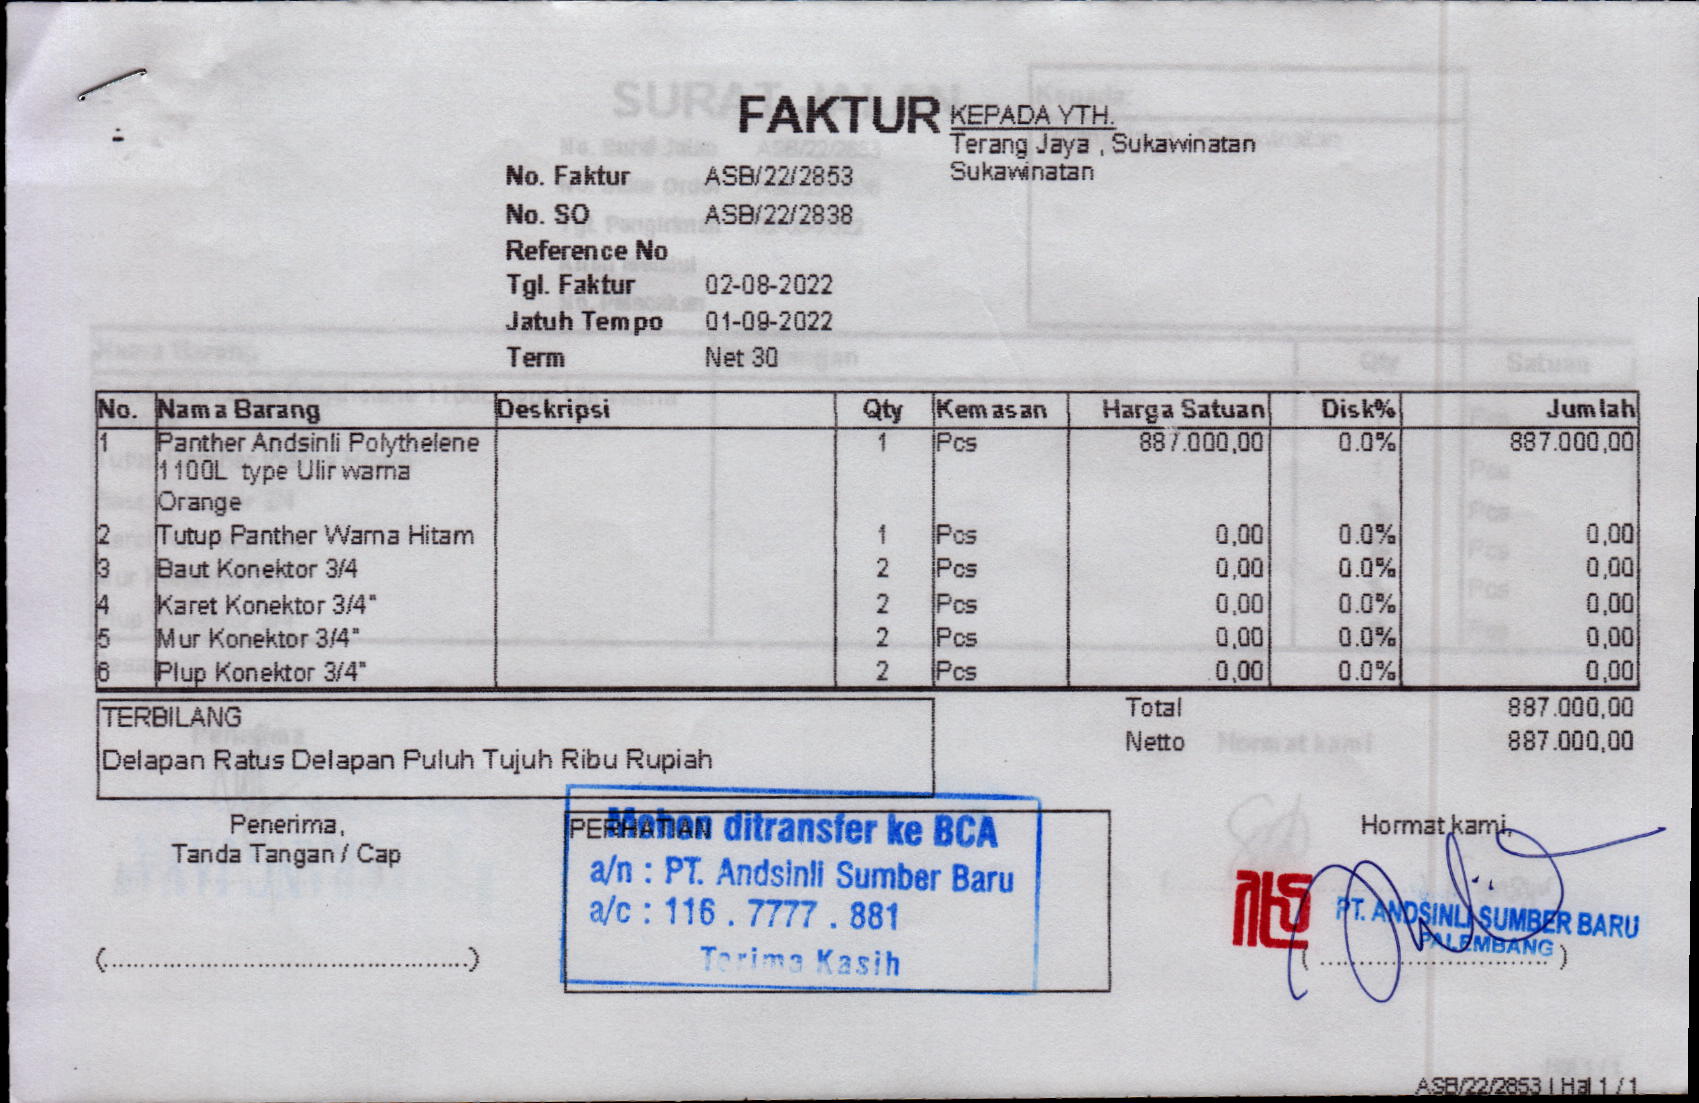 FAKTUR
KEPADA YTH.
Terang Jaya , Sukawinatan
Sukawinatan
No. Faktur ASB/22/2853
No. SO ASB/22/2838
Reference No
Tgl. Faktur 02-08-2022
Jatuh Tempo 01-09-2022
Term Net 30
No. Nama Barang Deskripsi Qty Kemasan Harga Satuan Disk% Jumlah
1 Panther Andsinli Polythelene 1 Pcs 887.000,00 0.0% 887.000,00
1100L type Ulir warna
Orange
2 Tutup Panther Warna Hitam 1 Pcs 0,00 0.0% 0,00
3 Baut Konektor 3/4 2 Pcs 0,00 0.0% 0,00
4 Karet Konektor 3/4" 2 Pcs 0,00 0.0% 0,00
5 Mur Konektor 3/4" 2 Pcs 0,00 0.0% 0,00
6 Plup Konektor 3/4" 2 Pcs 0,00 0.0% 0,00
TERBILANG
Delapan Ratus Delapan Puluh Tujuh Ribu Rupiah
Total 887.000,00
Netto 887.000,00
Penerima,
Tanda Tangan / Cap
(................................................)
PERHATIAN
Mohon ditransfer ke BCA
a/n : PT. Andsinli Sumber Baru
a/c : 116 . 7777 . 881
Terima Kasih
Hormat kami,
PT. ANDSINLI SUMBER BARU
PALEMBANG
( .............................. )
ASB/22/2853 | Hal 1 / 1